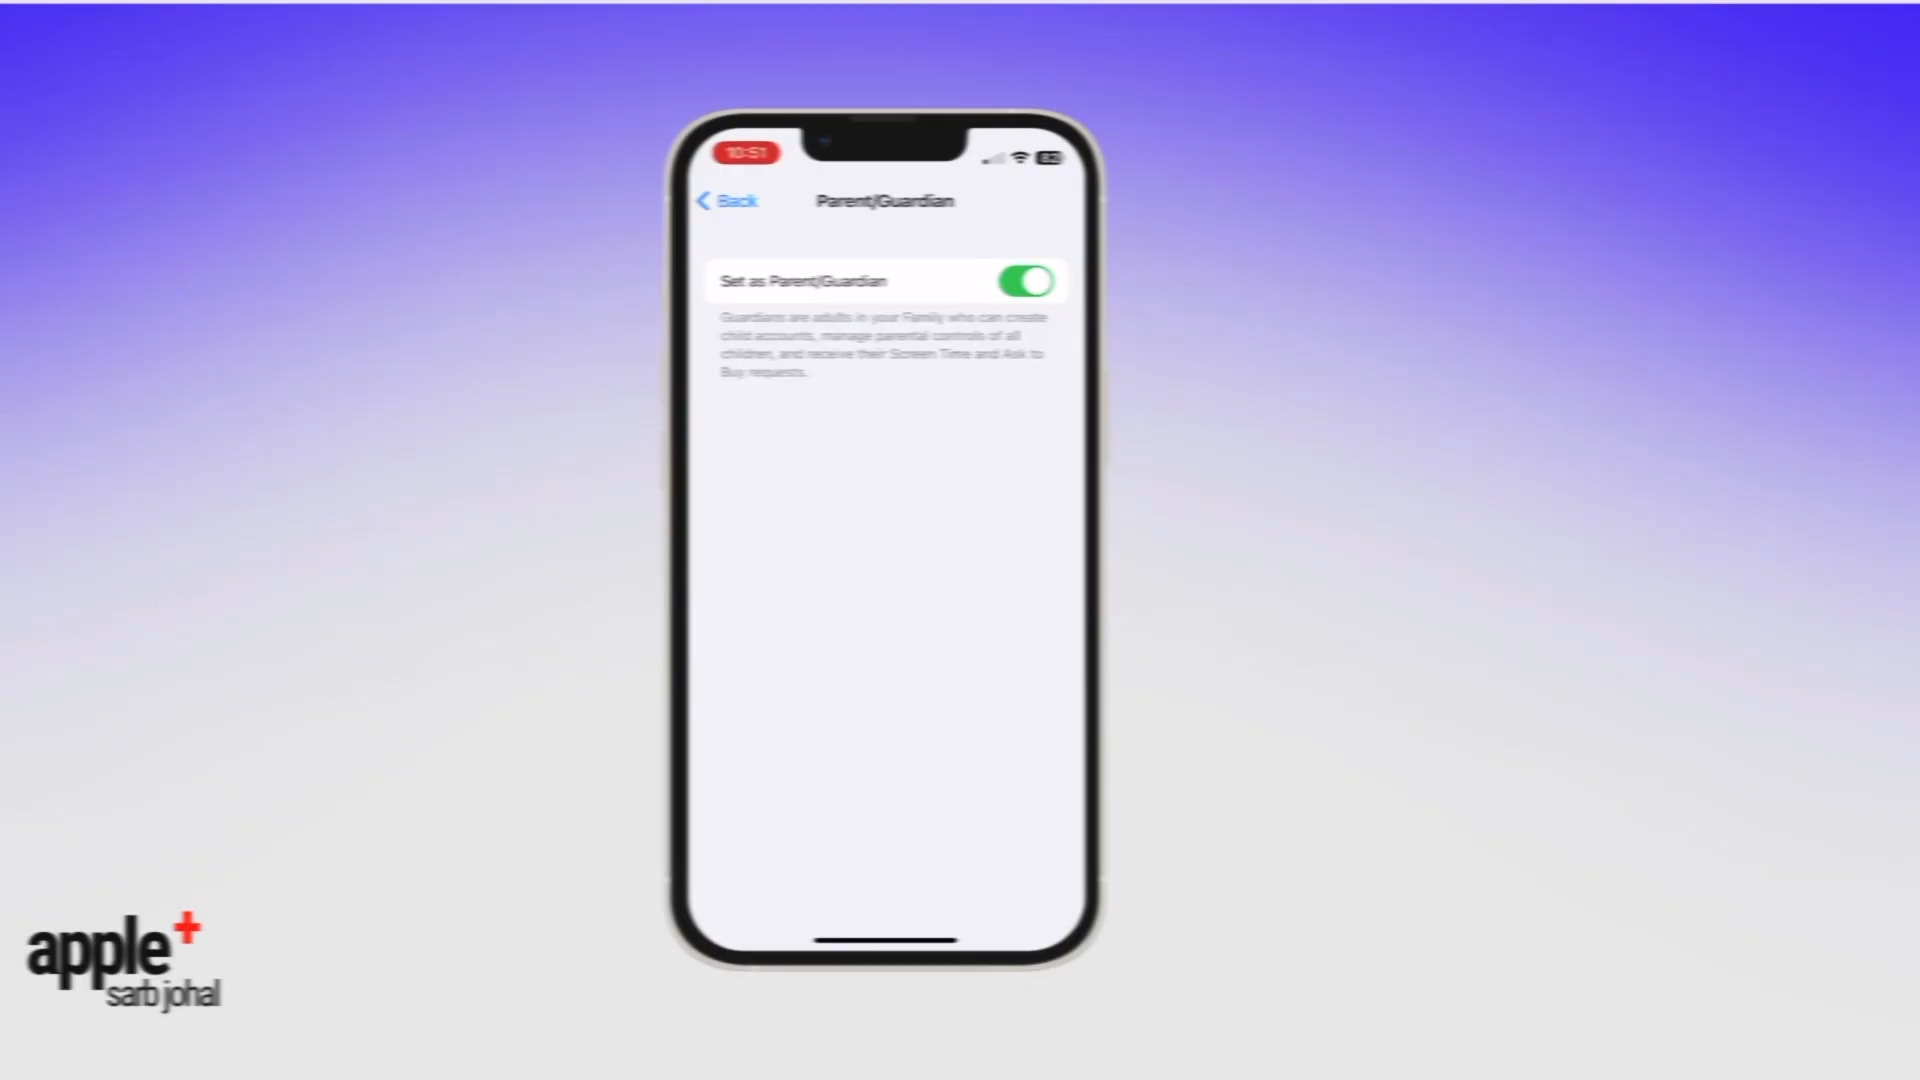 10:51
82
Back
Parent/Guardian
Set as Parent/Guardian
Guardians are adults in your Family who can create
child accounts, manage parental controls of all
children, and receive their Screen Time and Ask to
Buy requests.
apple+
sarb johal